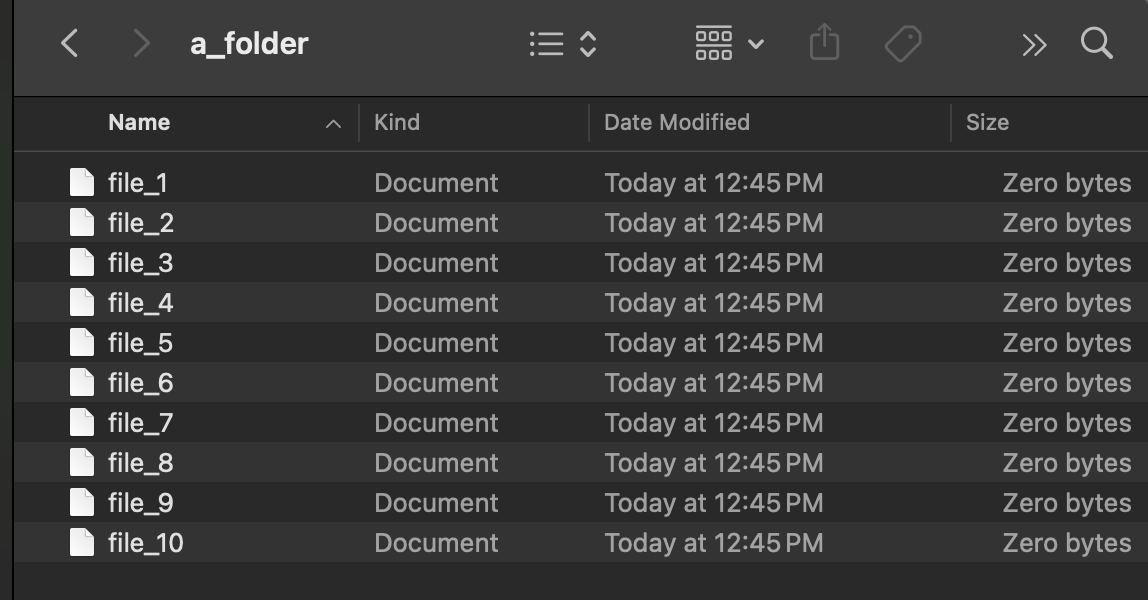 a_folder
Name Kind Date Modified Size
file_1 Document Today at 12:45 PM Zero bytes
file_2 Document Today at 12:45 PM Zero bytes
file_3 Document Today at 12:45 PM Zero bytes
file_4 Document Today at 12:45 PM Zero bytes
file_5 Document Today at 12:45 PM Zero bytes
file_6 Document Today at 12:45 PM Zero bytes
file_7 Document Today at 12:45 PM Zero bytes
file_8 Document Today at 12:45 PM Zero bytes
file_9 Document Today at 12:45 PM Zero bytes
file_10 Document Today at 12:45 PM Zero bytes